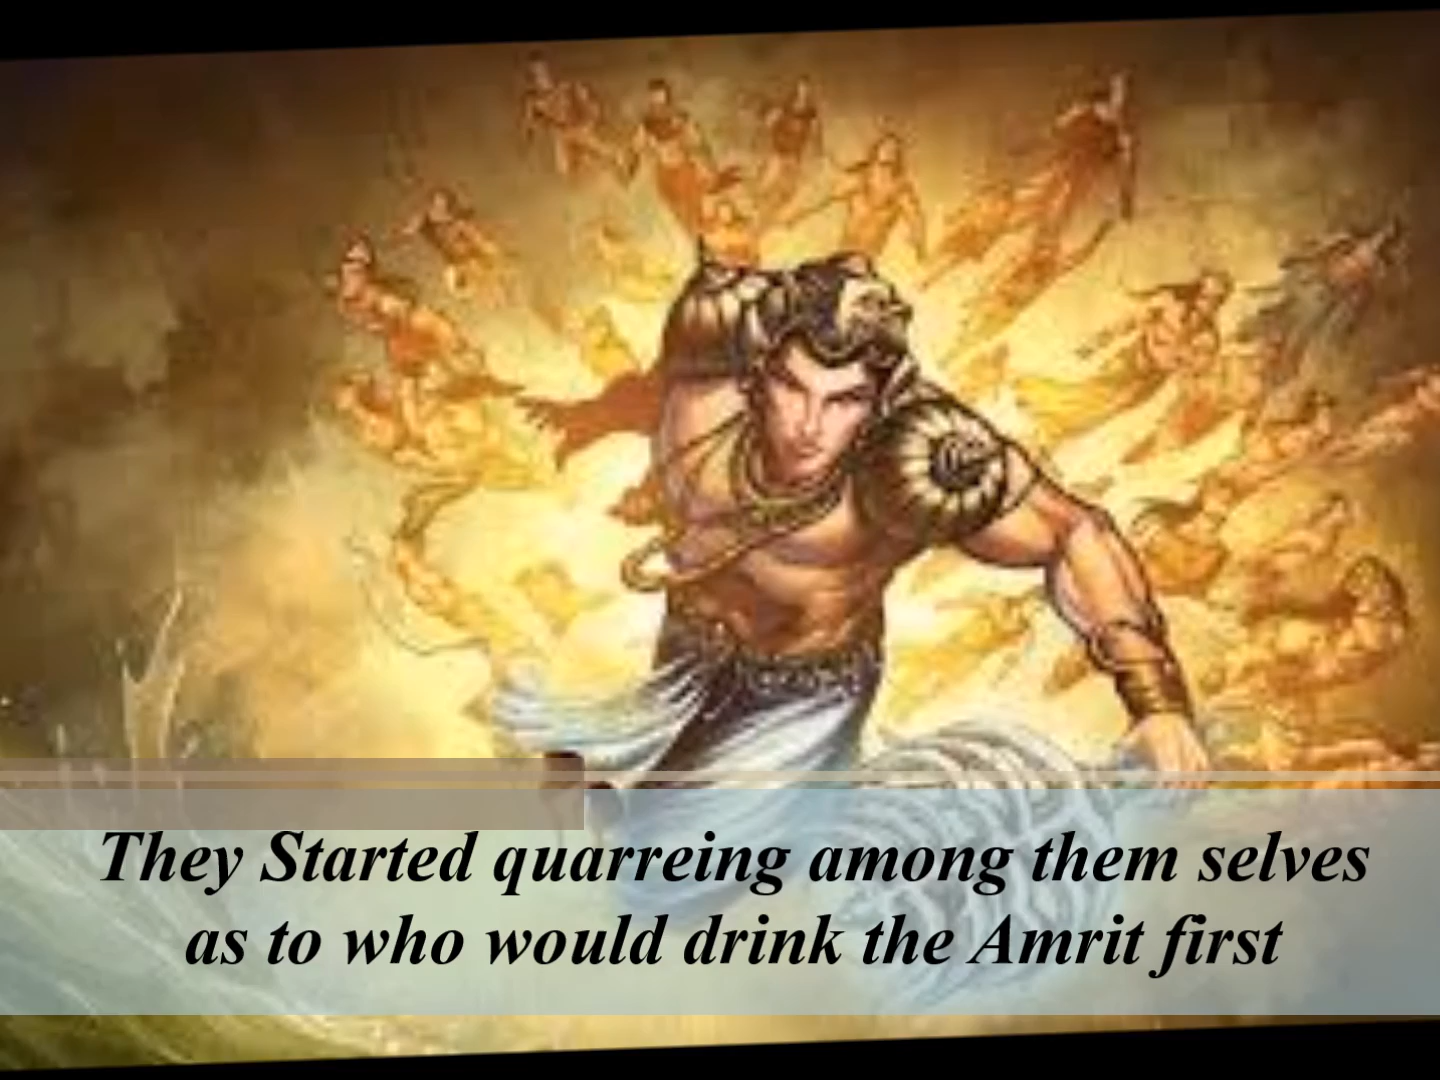 They Started quarreing among them selves
as to who would drink the Amrit first